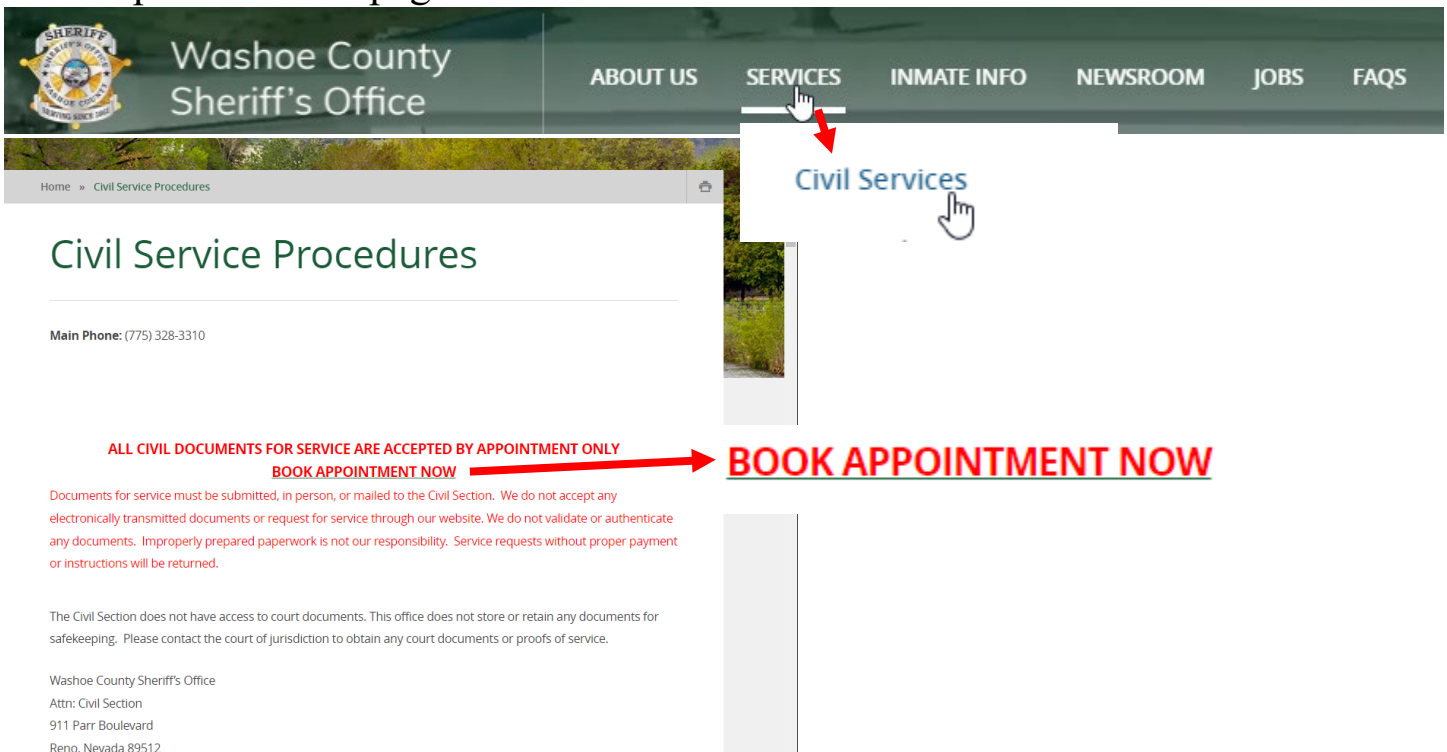 SHERIFF
Washoe County
Sheriff's Office
ABOUT US SERVICES INMATE INFO NEWSROOM JOBS FAQS
Civil Services
Home » Civil Service Procedures
Civil Service Procedures
Main Phone: (775) 328-3310
ALL CIVIL DOCUMENTS FOR SERVICE ARE ACCEPTED BY APPOINTMENT ONLY
BOOK APPOINTMENT NOW
BOOK APPOINTMENT NOW
Documents for service must be submitted, in person, or mailed to the Civil Section. We do not accept any
electronically transmitted documents or request for service through our website. We do not validate or authenticate
any documents. Improperly prepared paperwork is not our responsibility. Service requests without proper payment
or instructions will be returned.
The Civil Section does not have access to court documents. This office does not store or retain any documents for
safekeeping. Please contact the court of jurisdiction to obtain any court documents or proofs of service.
Washoe County Sheriff's Office
Attn: Civil Section
911 Parr Boulevard
Reno, Nevada 89512